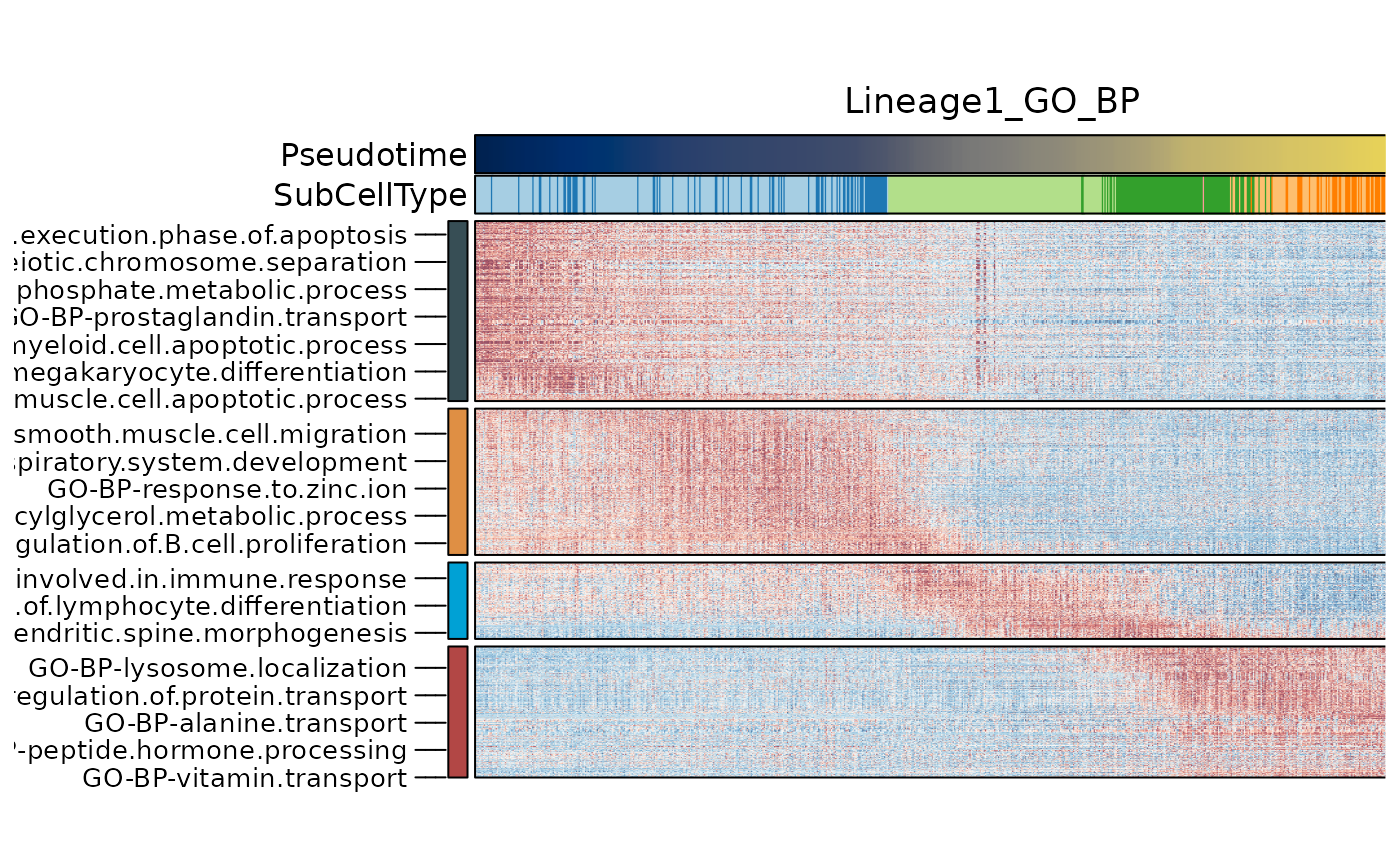 Lineage1_GO_BP
Pseudotime
SubCellType
.execution.phase.of.apoptosis
eiotic.chromosome.separation
phosphate.metabolic.process
GO-BP-prostaglandin.transport
myeloid.cell.apoptotic.process
megakaryocyte.differentiation
muscle.cell.apoptotic.process
smooth.muscle.cell.migration
spiratory.system.development
GO-BP-response.to.zinc.ion
cylglycerol.metabolic.process
gulation.of.B.cell.proliferation
involved.in.immune.response
.of.lymphocyte.differentiation
endritic.spine.morphogenesis
GO-BP-lysosome.localization
regulation.of.protein.transport
GO-BP-alanine.transport
P-peptide.hormone.processing
GO-BP-vitamin.transport